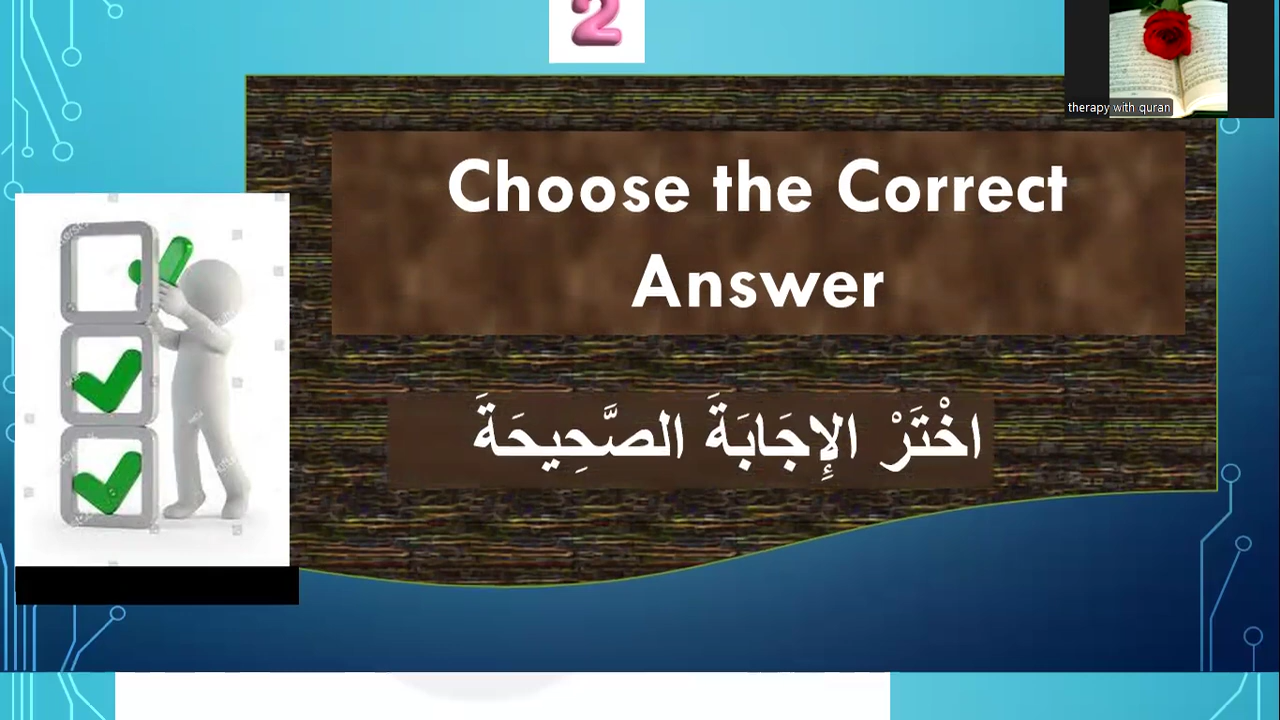 2
therapy with quran
Choose the Correct
Answer
اخْتَرْ الإِجَابَةَ الصَّحِيحَةَ